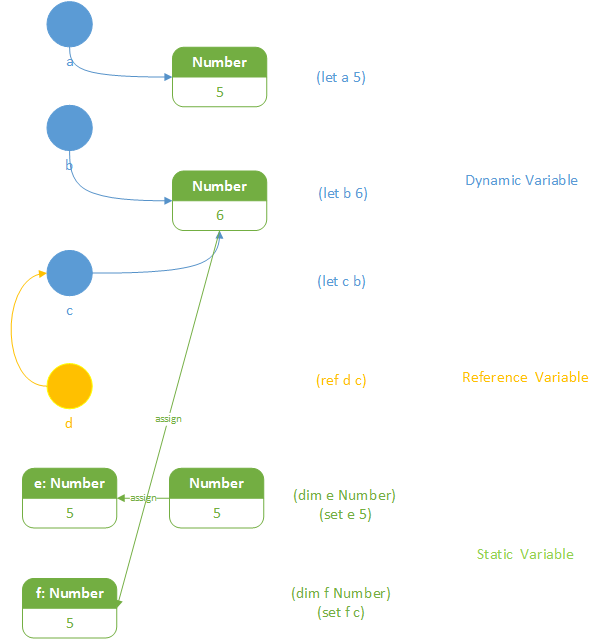 a
Number
5
(let a 5)
b
Number
6
(let b 6)
Dynamic Variable
c
(let c b)
d
(ref d c)
Reference Variable
assign
e: Number
5
assign
Number
5
(dim e Number)
(set e 5)
Static Variable
f: Number
5
(dim f Number)
(set f c)